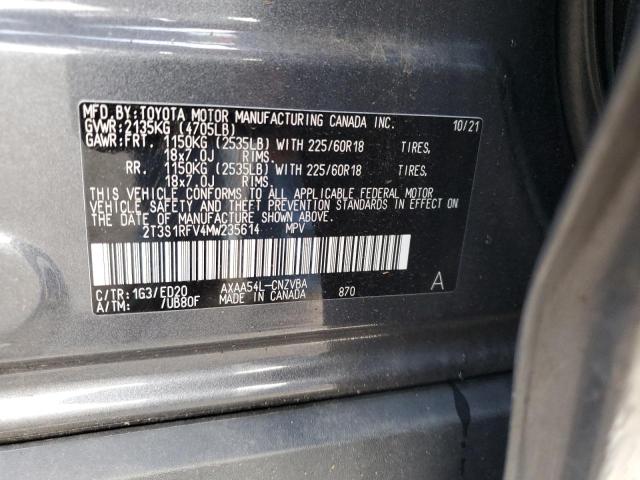 MFD.BY:TOYOTA MOTOR MANUFACTURING CANADA INC. 10/21
GVWR:2135KG (4705LB)
GAWR:FRT. 1150KG (2535LB) WITH 225/60R18 TIRES,
18x7.0J RIMS,
RR. 1150KG (2535LB) WITH 225/60R18 TIRES,
18x7.0J RIMS,
THIS VEHICLE CONFORMS TO ALL APPLICABLE FEDERAL MOTOR
VEHICLE SAFETY AND THEFT PREVENTION STANDARDS IN EFFECT
ON THE DATE OF MANUFACTURE SHOWN ABOVE.
2T3S1RFV4MW235614 MPV
C/TR:1G3/ED20 AXAA54L-CNZVBA 870 A
A/TM: /UB80F MADE IN CANADA